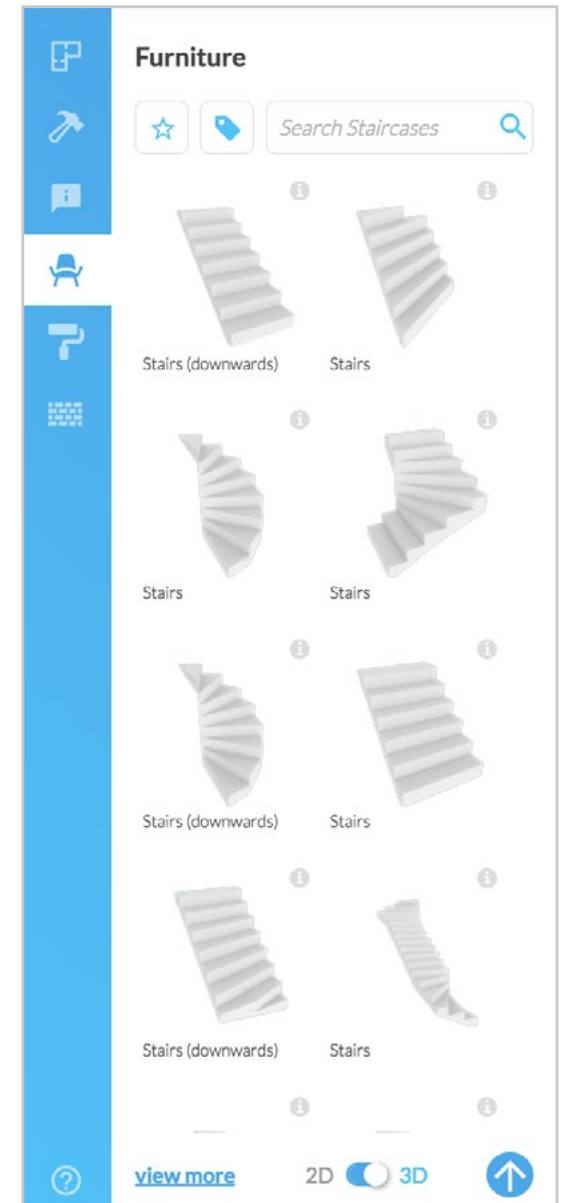 Furniture
Search Staircases
Stairs (downwards) Stairs
Stairs Stairs
Stairs (downwards) Stairs
Stairs (downwards) Stairs
view more 2D 3D